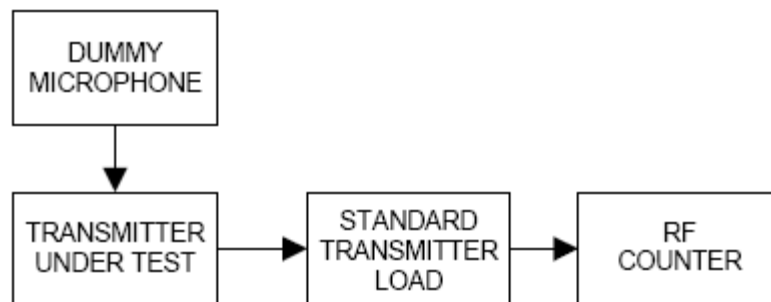 DUMMY
MICROPHONE
TRANSMITTER
UNDER TEST
STANDARD
TRANSMITTER
LOAD
RF
COUNTER